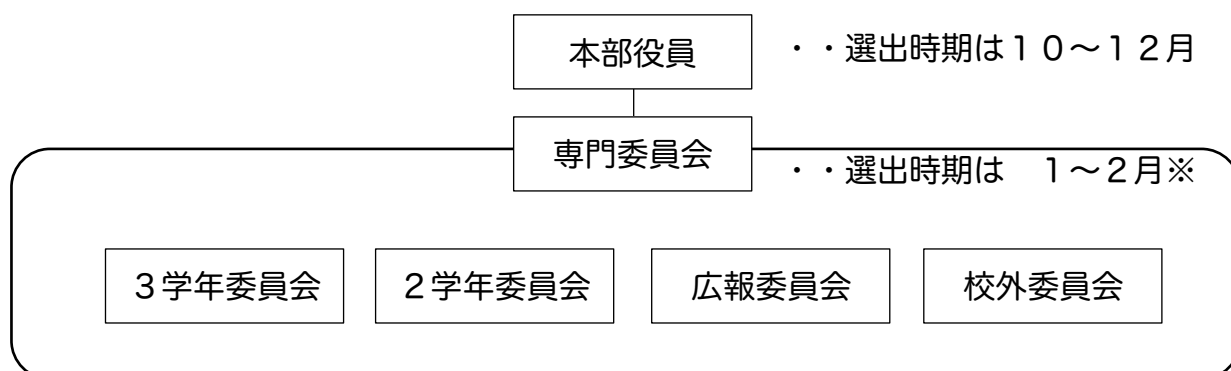 本部役員 ・・選出時期は１０～１２月
専門委員会 ・・選出時期は　１～２月※
３学年委員会 ２学年委員会 広報委員会 校外委員会